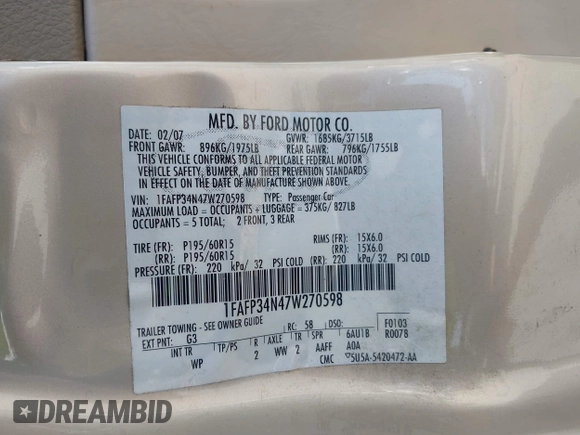 MFD. BY FORD MOTOR CO.
DATE: 02/07 GVWR: 1685KG/3715LB
FRONT GAWR: 896KG/1975LB REAR GAWR: 796KG/1755LB
THIS VEHICLE CONFORMS TO ALL APPLICABLE FEDERAL MOTOR
VEHICLE SAFETY, BUMPER, AND THEFT PREVENTION STANDARDS
IN EFFECT ON THE DATE OF MANUFACTURE SHOWN ABOVE.
VIN: 1FAFP34N47W270598 TYPE: Passenger Car
MAXIMUM LOAD = OCCUPANTS + LUGGAGE = 375KG/ 827LB
OCCUPANTS = 5 TOTAL; 2 FRONT, 3 REAR
TIRE (F): P195/60R15 RIMS (F): 15X6.0
(R): P195/60R15 (R): 15X6.0
PRESSURE (FR): 220 kPa/ 32 PSI COLD (RR): 220 kPa/ 32 PSI COLD
1FAFP34N47W270598
TRAILER TOWING - SEE OWNER GUIDE
EXT PNT: G3 RC: 58 DSO: F0103
INT TR TP/PS R AXLE TR SPR 6AU1B R0078
WP 2 WW 2 AAFF A0A
CMC 5U5A-5420472-AA
DREAMBID